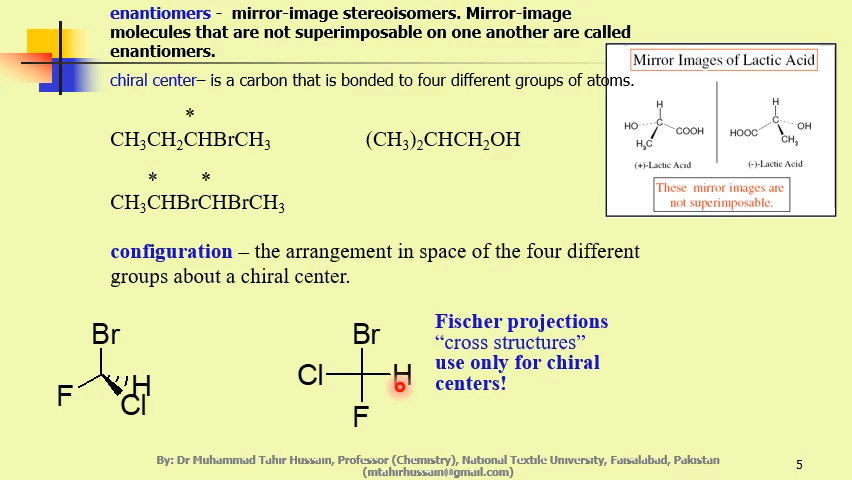 enantiomers - mirror-image stereoisomers. Mirror-image
molecules that are not superimposable on one another are called
enantiomers.
chiral center– is a carbon that is bonded to four different groups of atoms.
*
CH3CH2CHBrCH3 (CH3)2CHCH2OH
* *
CH3CHBrCHBrCH3
Mirror Images of Lactic Acid
H H
HO C COOH HOOC C OH
H3C CH3
(+)-Lactic Acid (-)-Lactic Acid
These mirror images are
not superimposable.
configuration – the arrangement in space of the four different
groups about a chiral center.
Br
F H
Cl
Br
Cl H
F
Fischer projections
“cross structures”
use only for chiral
centers!
By: Dr Muhammad Tahir Hussain, Professor (Chemistry), National Textile University, Faisalabad, Pakistan
(mtahirhussain@gmail.com)
5